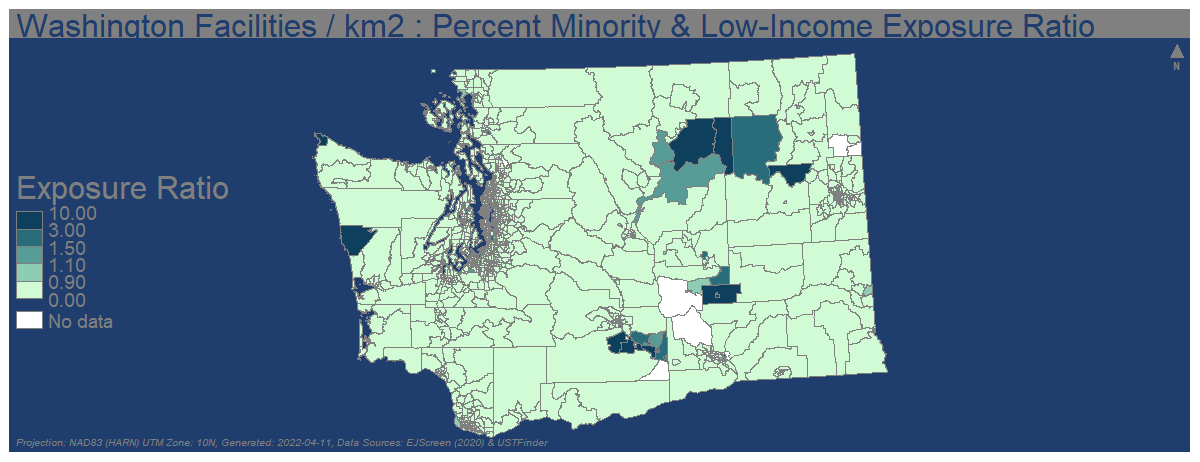 Washington Facilities / km2 : Percent Minority & Low-Income Exposure Ratio
N
Exposure Ratio
10.00
3.00
1.50
1.10
0.90
0.00
No data
Projection: NAD83 (HARN) UTM Zone: 10N, Generated: 2022-04-11, Data Sources: EJScreen (2020) & USTFinder